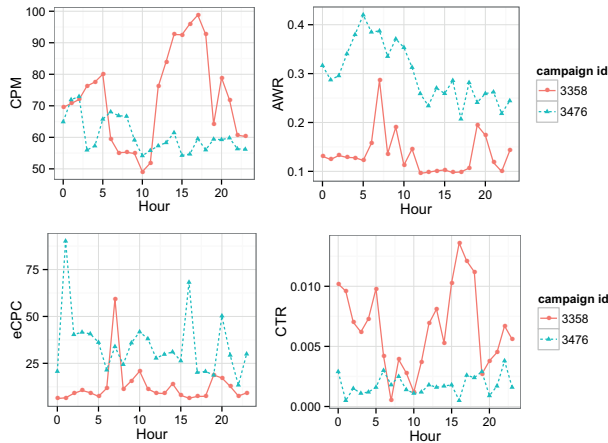 100
90
80
70
60
50
CPM
0 5 10 15 20
Hour
0.4
0.3
0.2
0.1
AWR
0 5 10 15 20
Hour
campaign id
3358
3476
75
50
25
eCPC
0 5 10 15 20
Hour
0.010
0.005
0.000
CTR
0 5 10 15 20
Hour
campaign id
3358
3476